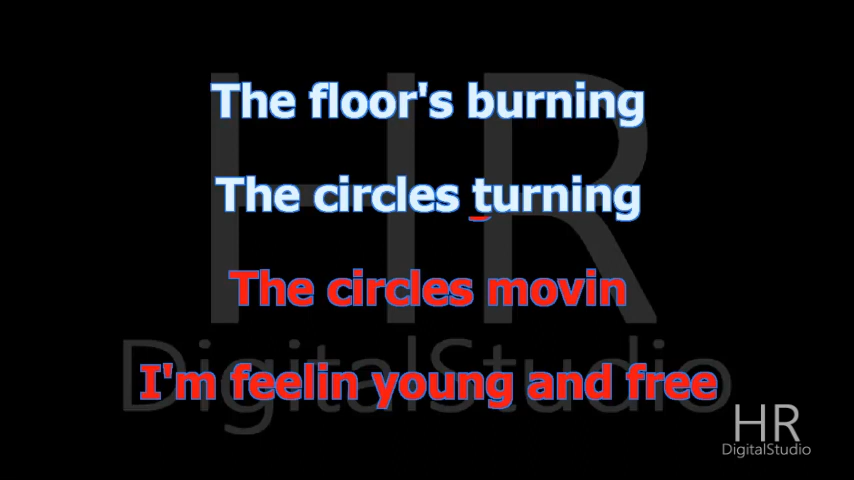 The floor's burning
The circles turning
The circles movin
I'm feelin young and free
HR
DigitalStudio
HR
DigitalStudio